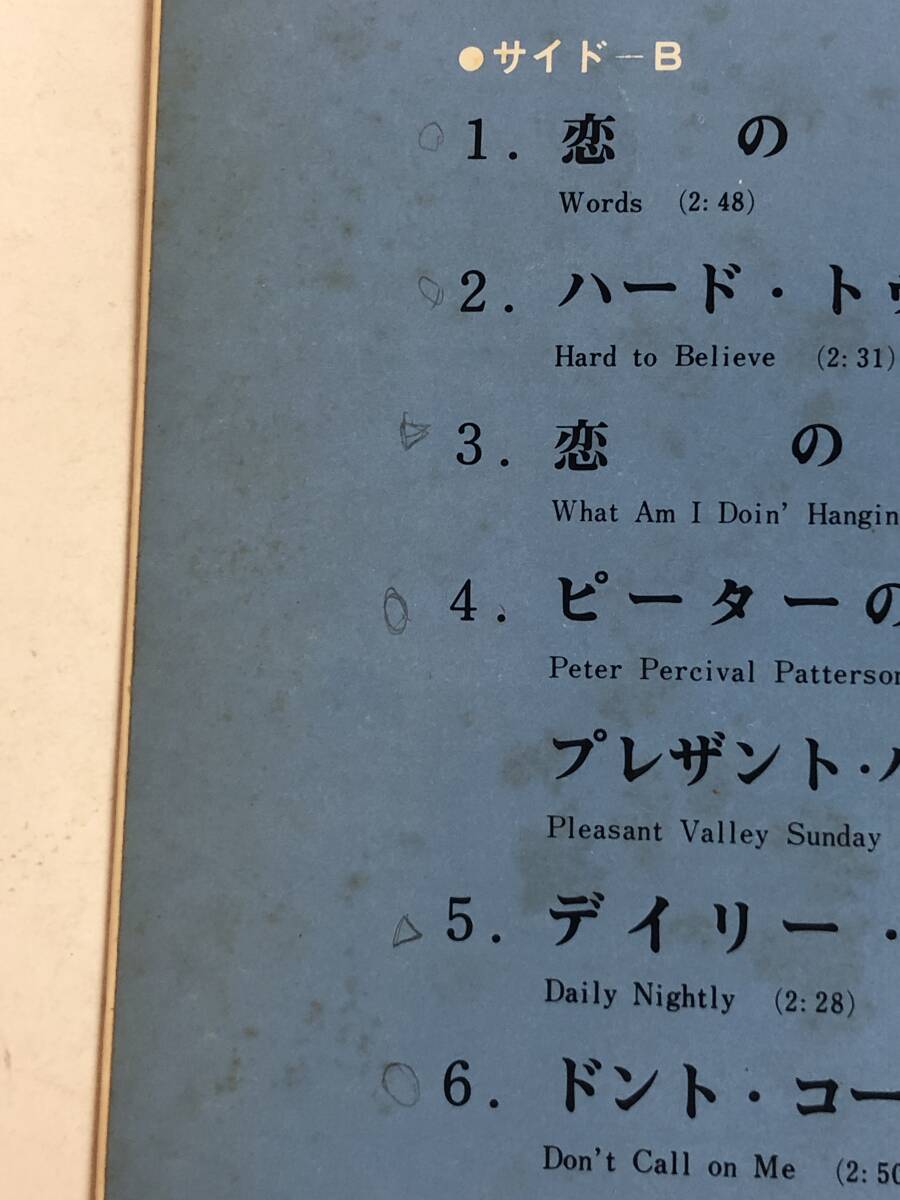 ●サイド－B
1. 恋の
Words (2:48)
2. ハード・トゥ
Hard to Believe (2:31)
3. 恋の
What Am I Doin' Hangin
4. ピーターの
Peter Percival Patterson
プレザント・
Pleasant Valley Sunday
5. デイリー・
Daily Nightly (2:28)
6. ドント・コー
Don't Call on Me (2:50